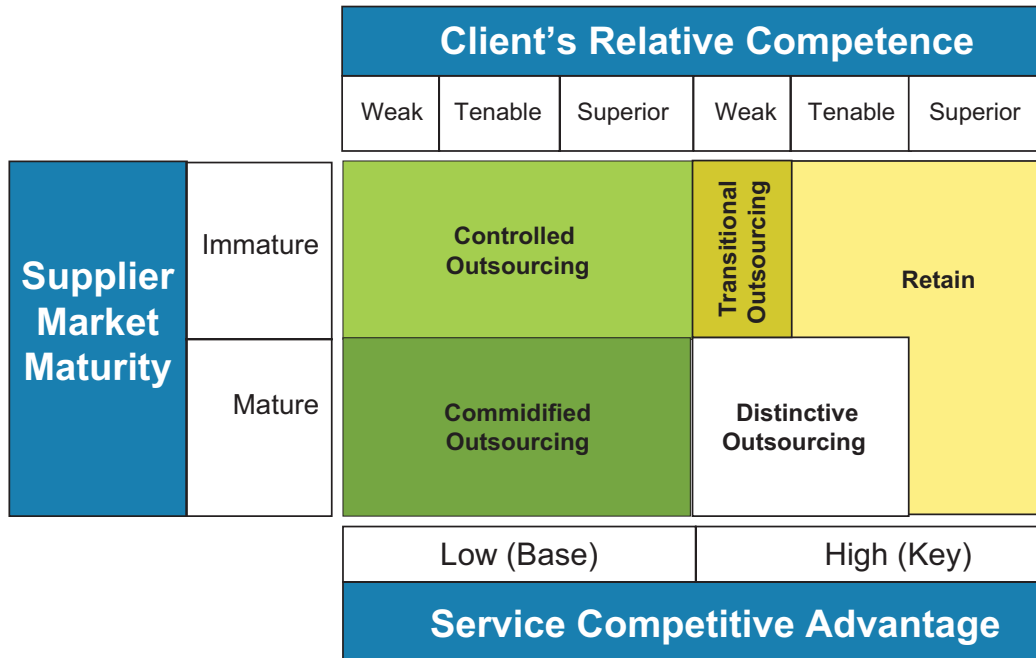 Client's Relative Competence
Weak Tenable Superior Weak Tenable Superior
Supplier
Market
Maturity
Immature
Controlled
Outsourcing
Transitional
Outsourcing
Retain
Mature
Commidified
Outsourcing
Distinctive
Outsourcing
Low (Base) High (Key)
Service Competitive Advantage